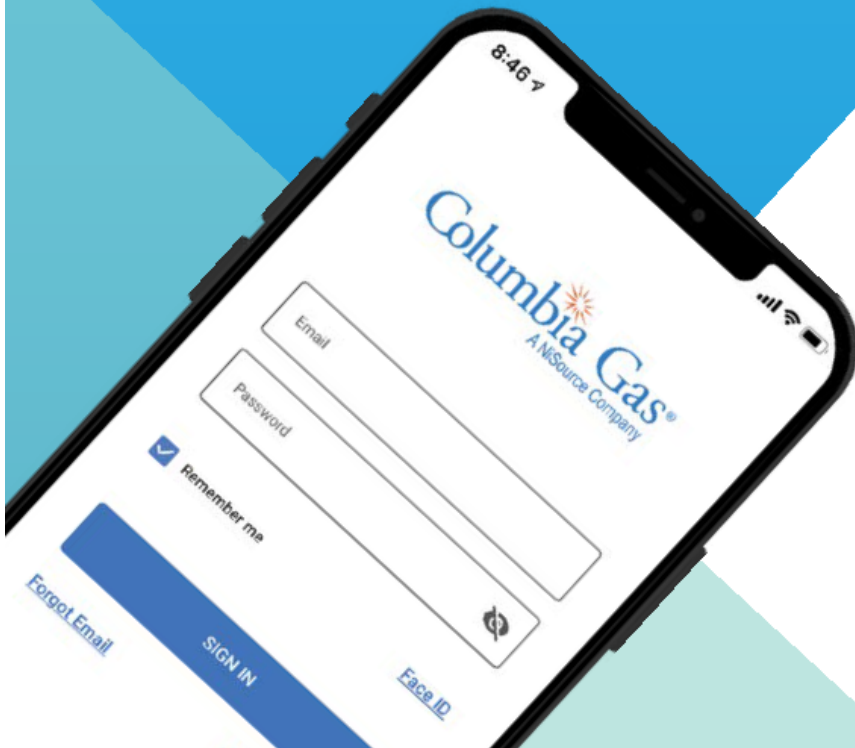 8:46
Columbia Gas®
A NiSource Company
Email
Password
Remember me
SIGN IN
Forgot Email
Face ID